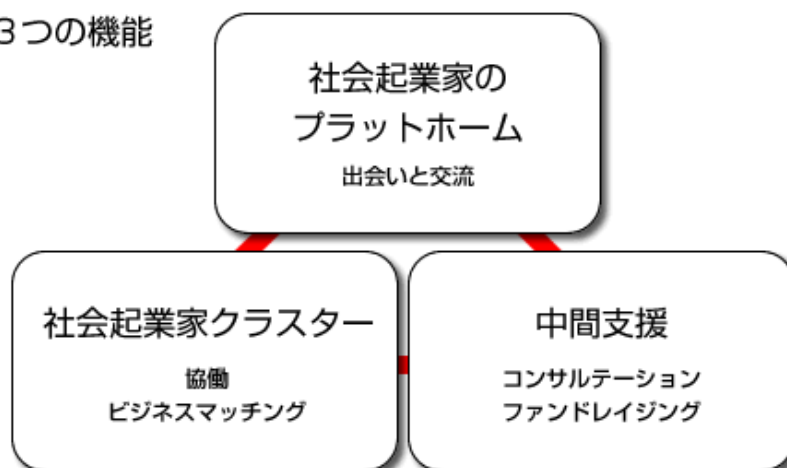 3つの機能
社会起業家の
プラットホーム
出会いと交流
社会起業家クラスター
協働
ビジネスマッチング
中間支援
コンサルテーション
ファンドレイジング